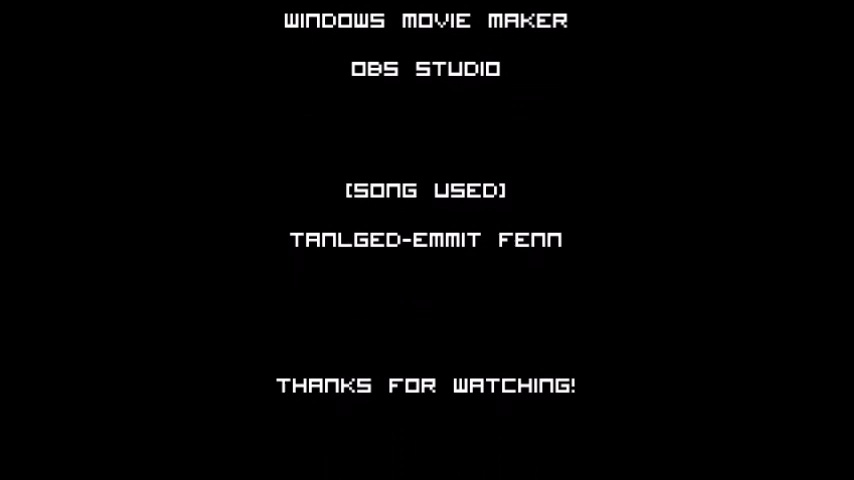 WINDOWS MOVIE MAKER
OBS STUDIO
[SONG USED]
TANLGED-EMMIT FENN
THANKS FOR WATCHING!